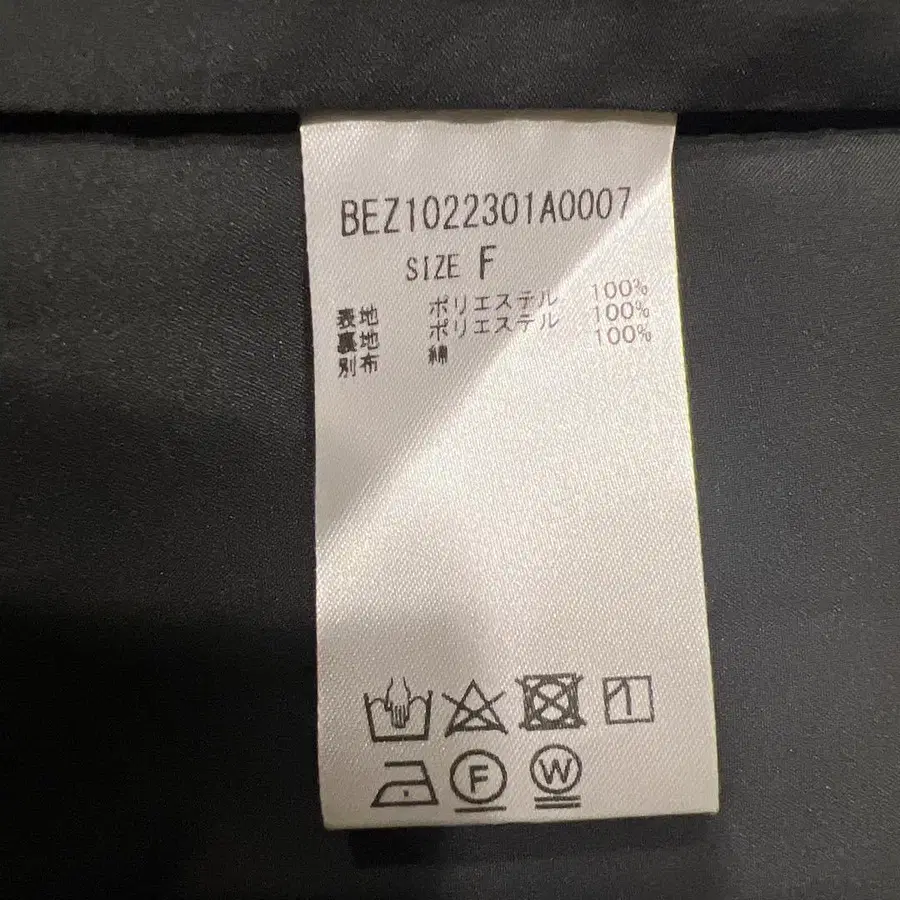 BEZ1022301A0007
SIZE F
表地 ポリエステル 100%
裏地 ポリエステル 100%
別布 綿 100%
F W